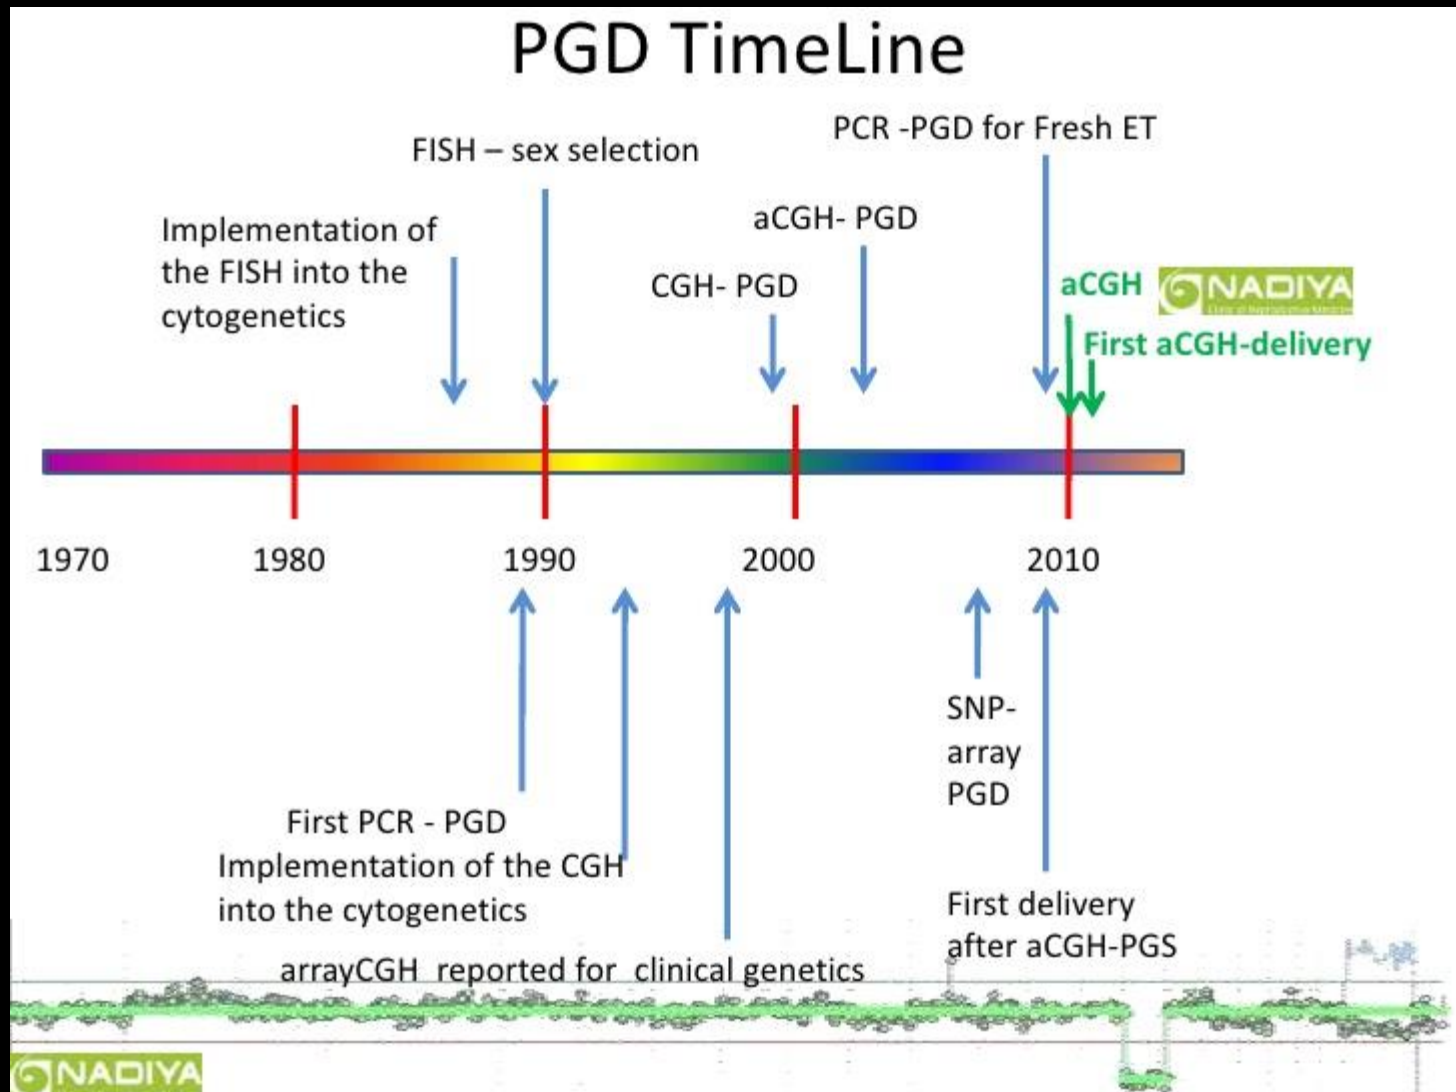 PGD TimeLine
PCR -PGD for Fresh ET
FISH – sex selection
aCGH- PGD
Implementation of
the FISH into the
cytogenetics
CGH- PGD
aCGH
NADIYA
First aCGH-delivery
1970
1980
1990
2000
2010
SNP-
array
PGD
First PCR - PGD
Implementation of the CGH
into the cytogenetics
First delivery
after aCGH-PGS
arrayCGH reported for clinical genetics
NADIYA